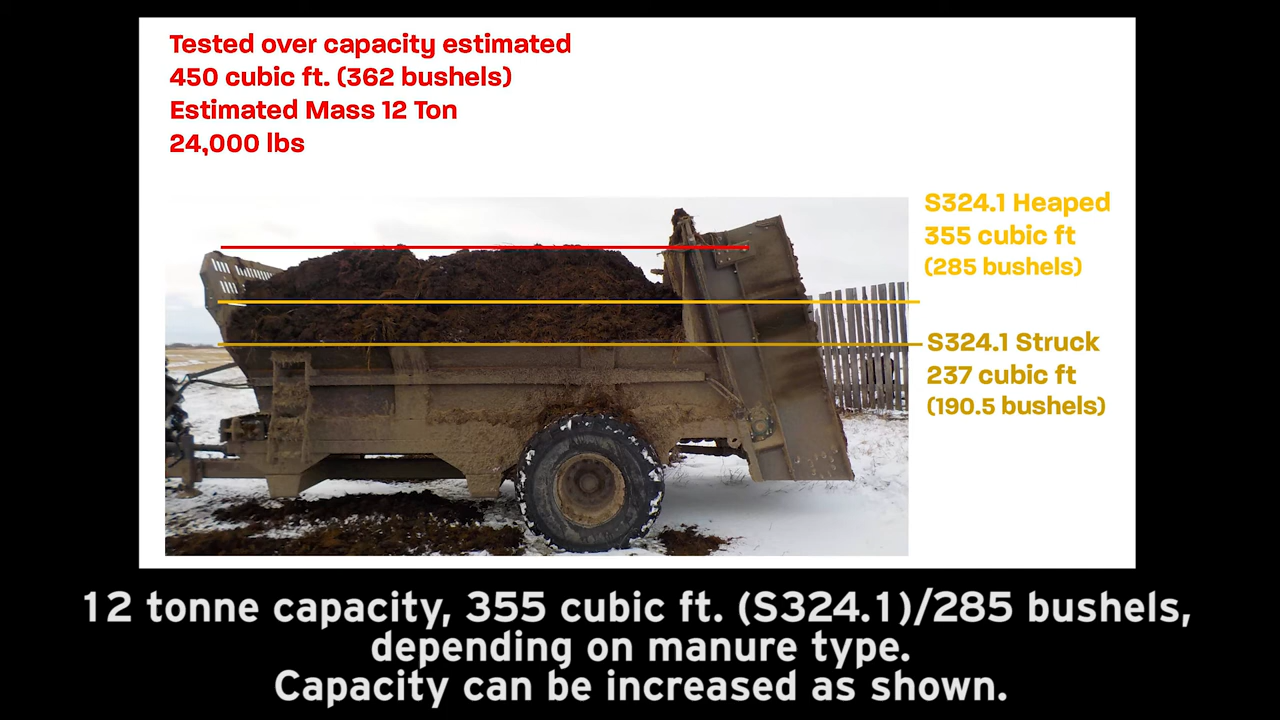 Tested over capacity estimated
450 cubic ft. (362 bushels)
Estimated Mass 12 Ton
24,000 lbs
S324.1 Heaped
355 cubic ft
(285 bushels)
S324.1 Struck
237 cubic ft
(190.5 bushels)
12 tonne capacity, 355 cubic ft. (S324.1)/285 bushels,
depending on manure type.
Capacity can be increased as shown.